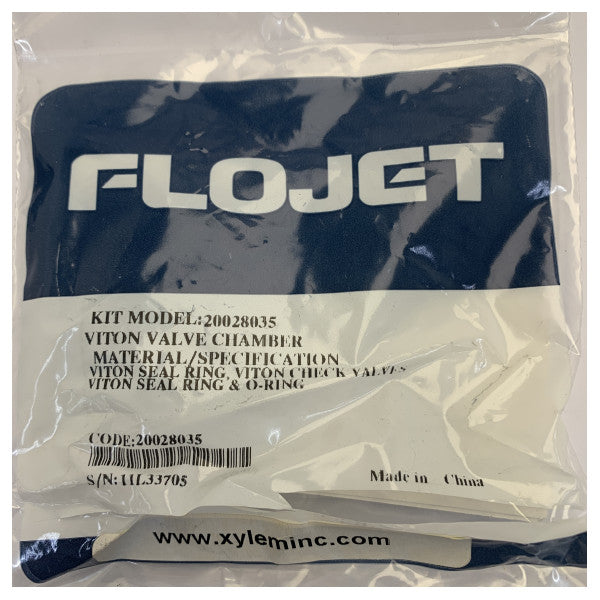 FLOJET
KIT MODEL:20028035
VITON VALVE CHAMBER
MATERIAL/SPECIFICATION
VITON SEAL RING, VITON CHECK VALVES
VITON SEAL RING & O-RING
CODE:20028035
S/N: Made in China
www.xyleminc.com